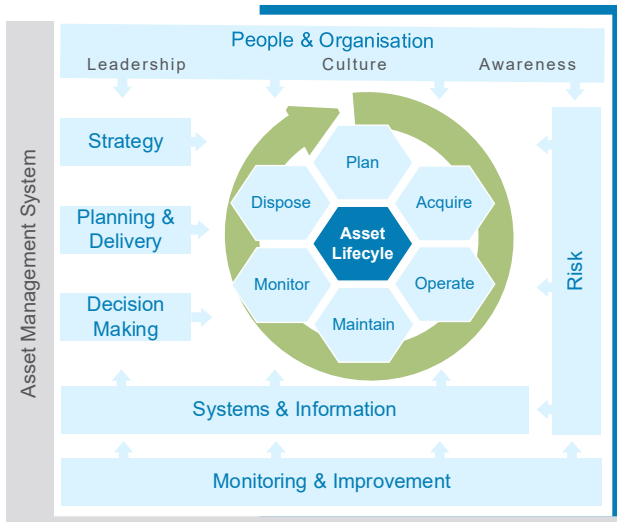 People & Organisation
Leadership
Culture
Awareness
Strategy
Planning &
Delivery
Decision
Making
Plan
Dispose
Acquire
Asset
Lifecyle
Monitor
Operate
Maintain
Risk
Systems & Information
Monitoring & Improvement
Asset Management System